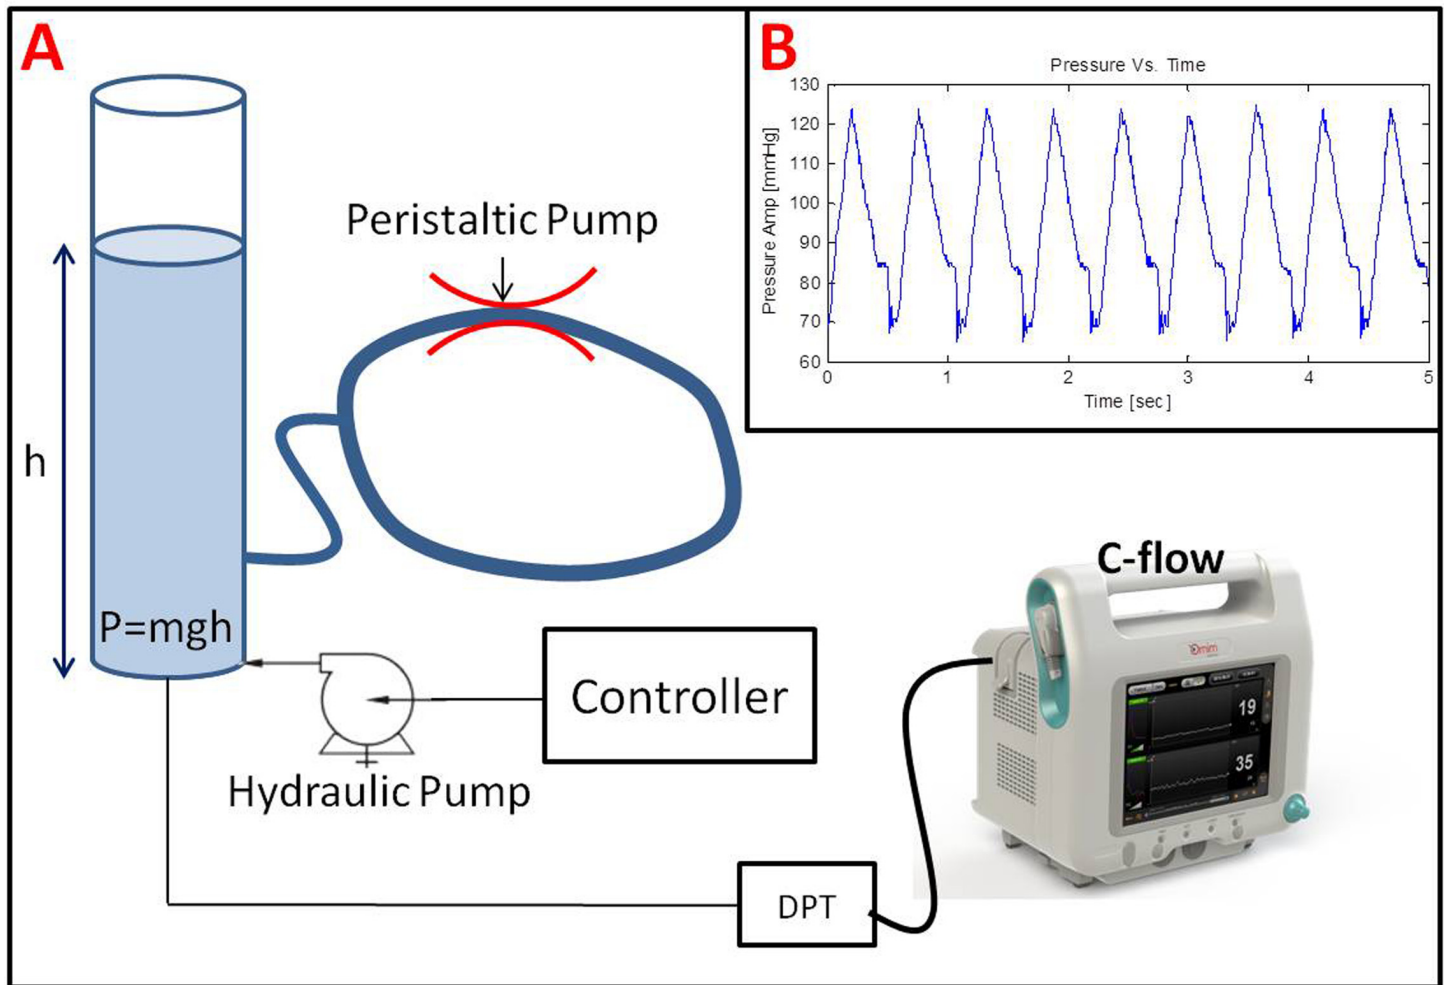 A
B
Pressure Vs. Time
Pressure Amp [mmHg]
130
120
110
100
90
80
70
60
0
1
2
3
4
5
Time [sec]
Peristaltic Pump
h
P=mgh
Controller
Hydraulic Pump
DPT
C-flow
19
35